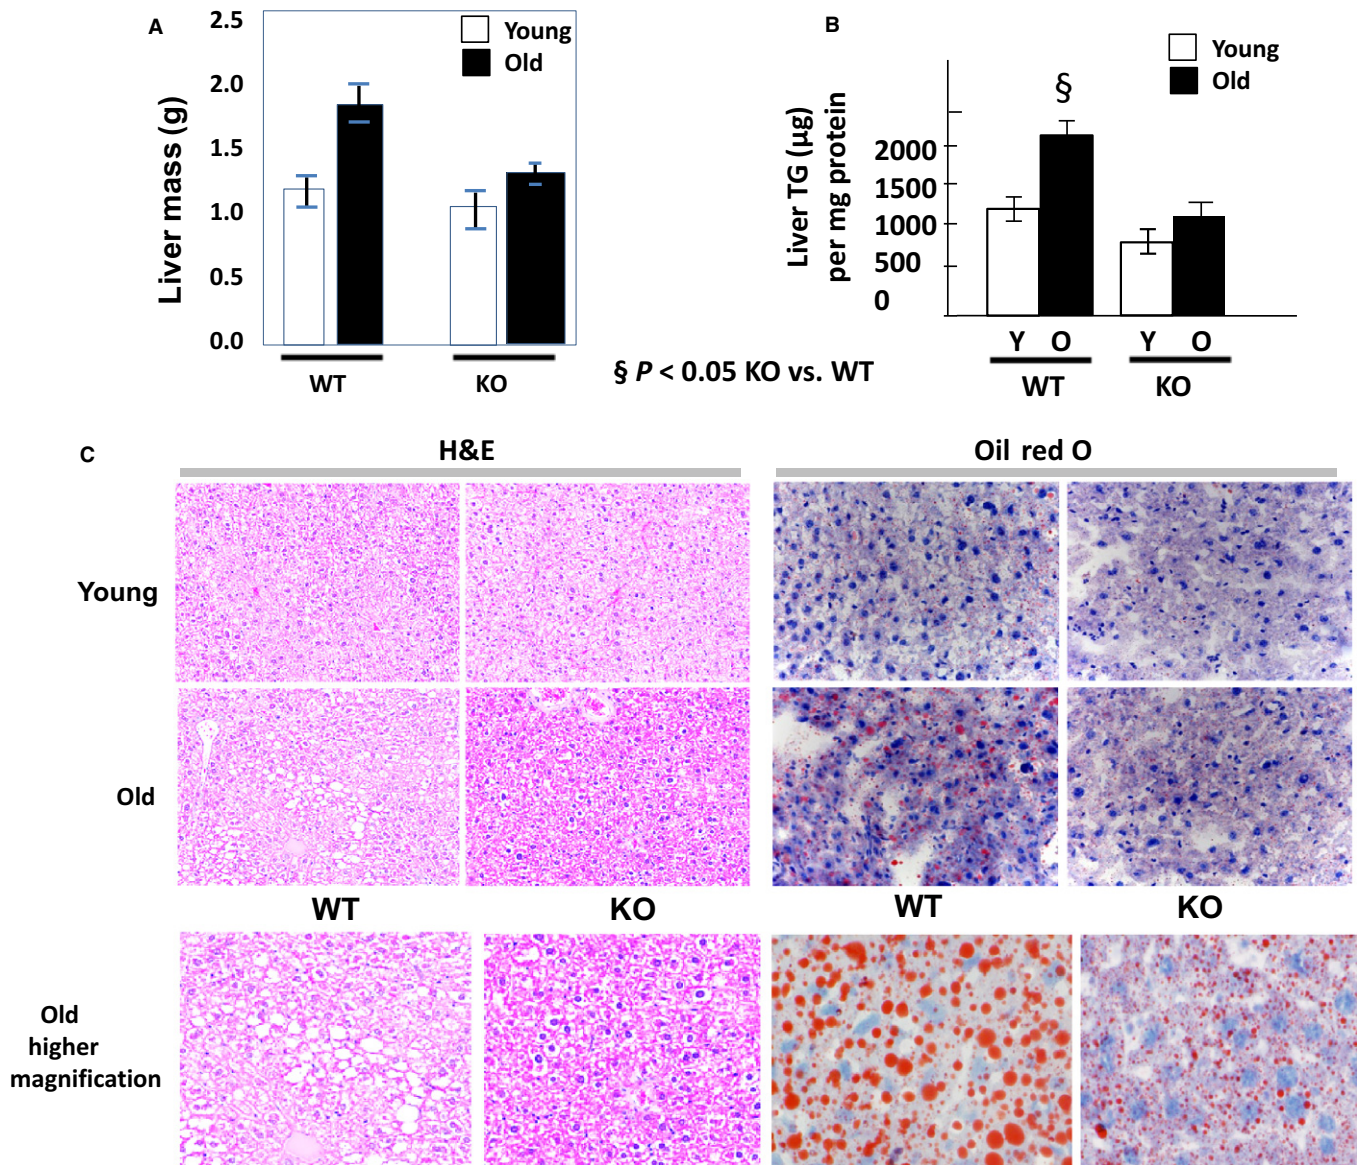 A
2.5
2.0
1.5
1.0
0.5
0.0
Liver mass (g)
Young
Old
WT
KO
B
Liver TG (µg)
per mg protein
2000
1500
1000
500
0
Young
Old
§
Y O Y O
WT KO
§ P < 0.05 KO vs. WT
C
H&E
Oil red O
Young
Old
WT KO WT KO
Old
higher
magnification